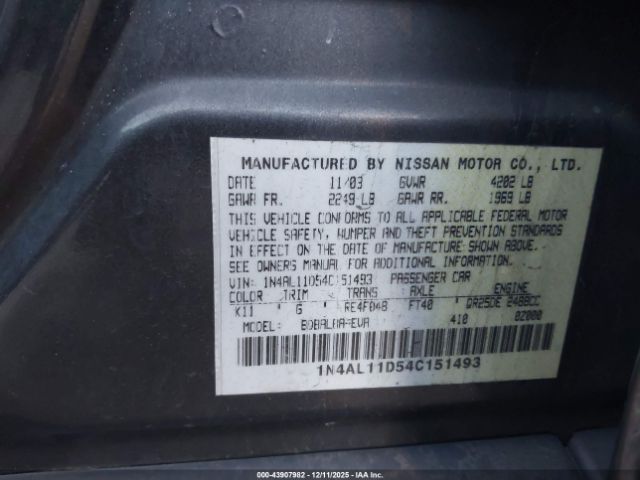 MANUFACTURED BY NISSAN MOTOR CO., LTD.
DATE 11/03 GVWR 4202 LB
GAWR FR. 2249 LB GAWR RR. 1969 LB
THIS VEHICLE CONFORMS TO ALL APPLICABLE FEDERAL MOTOR
VEHICLE SAFETY, BUMPER AND THEFT PREVENTION STANDARDS
IN EFFECT ON THE DATE OF MANUFACTURE SHOWN ABOVE.
SEE OWNERS MANUAL FOR ADDITIONAL INFORMATION.
VIN: 1N4AL11D54C151493 PASSENGER CAR
COLOR TRIM TRANS AXLE ENGINE
K11 G RE4F04B FT40 QR25DE 2488CC
MODEL: 410 02000
1N4AL11D54C151493
000-43907982 - 12/11/2025 - IAA Inc.